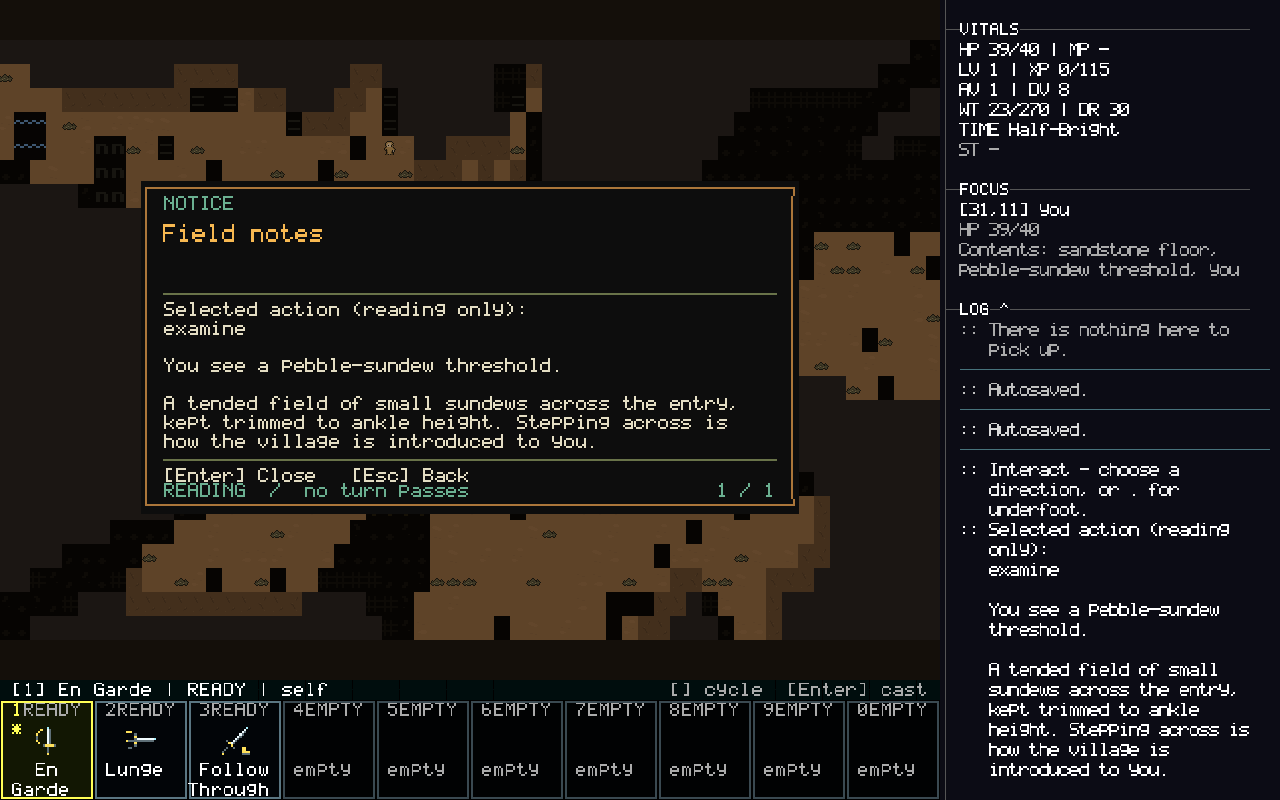 VITALS
HP 39/40 | MP -
LV 1 | XP 0/115
AV 1 | DV 8
WT 23/270 | DR 30
TIME Half-Bright
ST -
FOCUS
[31,11] You
HP 39/40
Contents: sandstone floor,
Pebble-sundew threshold, You
LOG ^
:: There is nothing here to
Pick up.
:: Autosaved.
:: Autosaved.
:: Interact - choose a
direction, or . for
underfoot.
:: Selected action (reading
only):
examine
You see a Pebble-sundew
threshold.
A tended field of small
sundews across the entry,
kept trimmed to ankle
height. Stepping across is
how the village is
introduced to you.
NOTICE
Field notes
Selected action (reading only):
examine
You see a Pebble-sundew threshold.
A tended field of small sundews across the entry,
kept trimmed to ankle height. Stepping across is
how the village is introduced to you.
[Enter] Close [Esc] Back
READING / no turn Passes 1 / 1
[1] En Garde | READY | self [] cycle [Enter] cast
1READY 2READY 3READY 4EMPTY 5EMPTY 6EMPTY 7EMPTY 8EMPTY 9EMPTY 0EMPTY
*
En Garde Lunge Follow Through empty empty empty empty empty empty empty